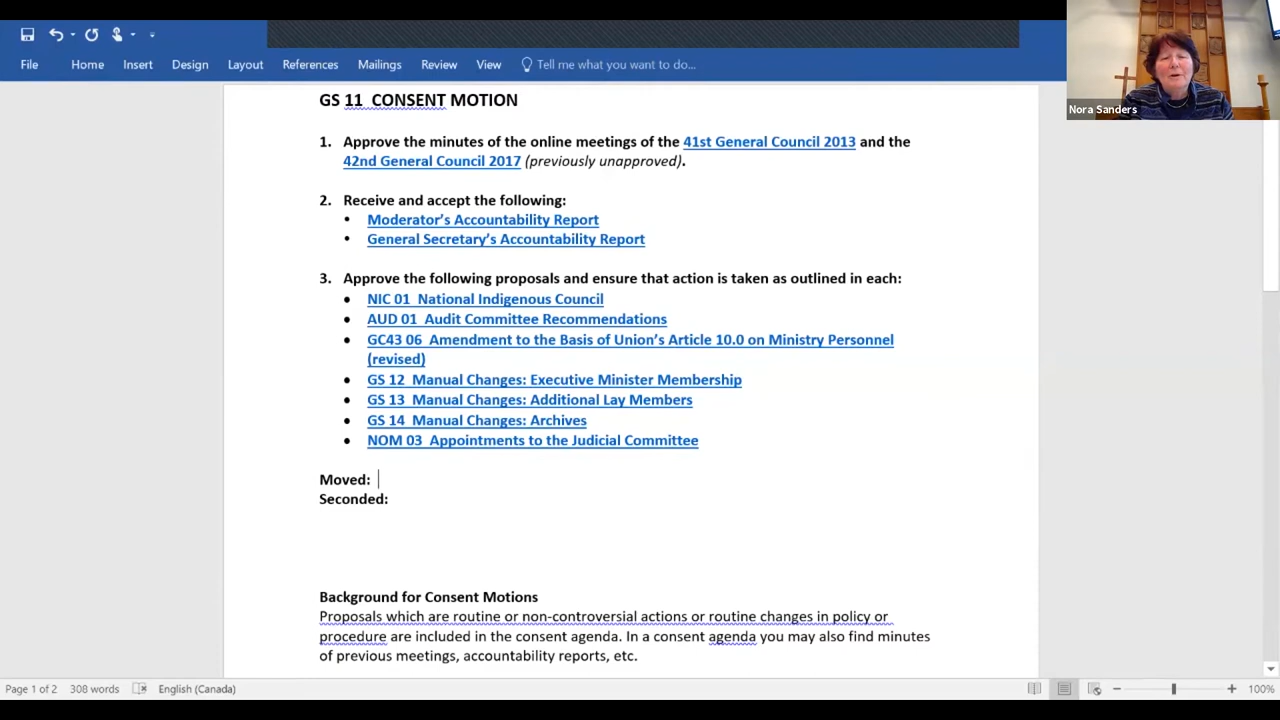 File Home Insert Design Layout References Mailings Review View Tell me what you want to do...
Nora Sanders
GS 11 CONSENT MOTION
1. Approve the minutes of the online meetings of the 41st General Council 2013 and the
42nd General Council 2017 (previously unapproved).
2. Receive and accept the following:
• Moderator’s Accountability Report
• General Secretary’s Accountability Report
3. Approve the following proposals and ensure that action is taken as outlined in each:
• NIC 01 National Indigenous Council
• AUD 01 Audit Committee Recommendations
• GC43 06 Amendment to the Basis of Union’s Article 10.0 on Ministry Personnel
(revised)
• GS 12 Manual Changes: Executive Minister Membership
• GS 13 Manual Changes: Additional Lay Members
• GS 14 Manual Changes: Archives
• NOM 03 Appointments to the Judicial Committee
Moved:
Seconded:
Background for Consent Motions
Proposals which are routine or non-controversial actions or routine changes in policy or
procedure are included in the consent agenda. In a consent agenda you may also find minutes
of previous meetings, accountability reports, etc.
Page 1 of 2 308 words English (Canada) 100%